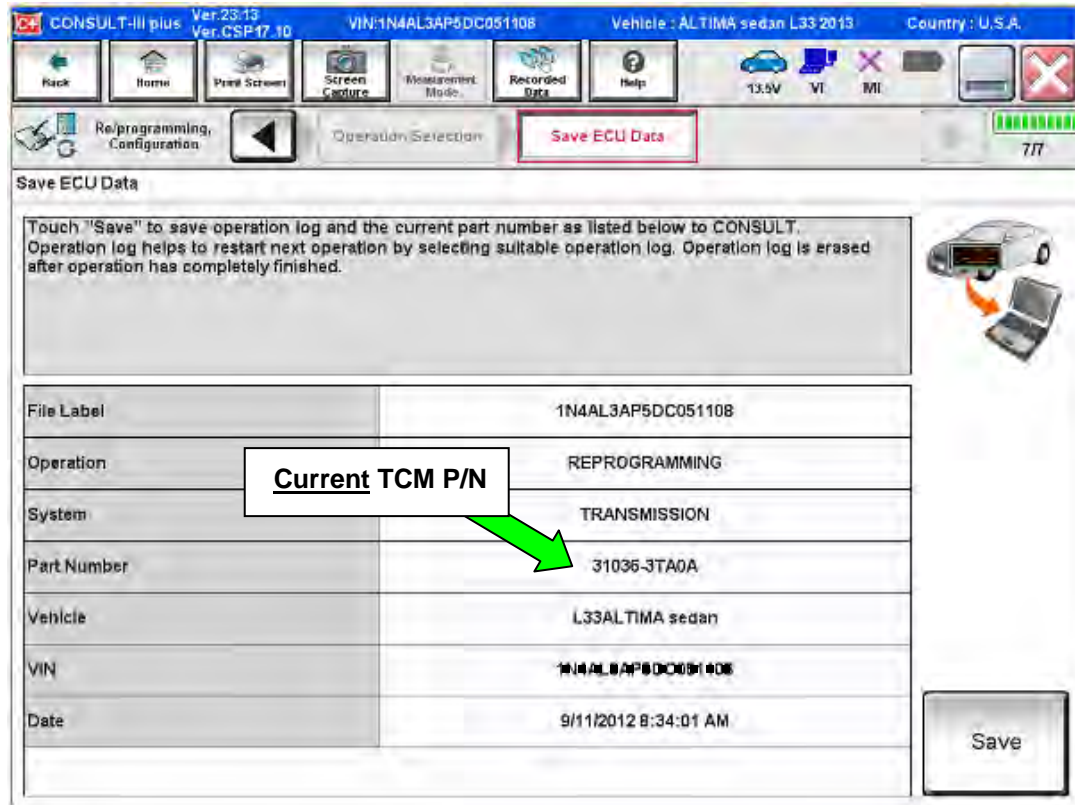 C+ CONSULT-III plus Ver.23.13 VIN:1N4AL3AP5DC051108 Vehicle : ALTIMA sedan L33 2013 Country : U.S.A.
Ver.CSP17.10
Back Home Print Screen Screen Capture Measurement Mode Recorded Data Help 13.5V VI MI
Re/programming, Configuration Operation Selection Save ECU Data 7/7
Save ECU Data
Touch "Save" to save operation log and the current part number as listed below to CONSULT.
Operation log helps to restart next operation by selecting suitable operation log. Operation log is erased
after operation has completely finished.
File Label 1N4AL3AP5DC051108
Operation REPROGRAMMING
Current TCM P/N
System TRANSMISSION
Part Number 31036-3TA0A
Vehicle L33ALTIMA sedan
VIN
Date 9/11/2012 8:34:01 AM
Save